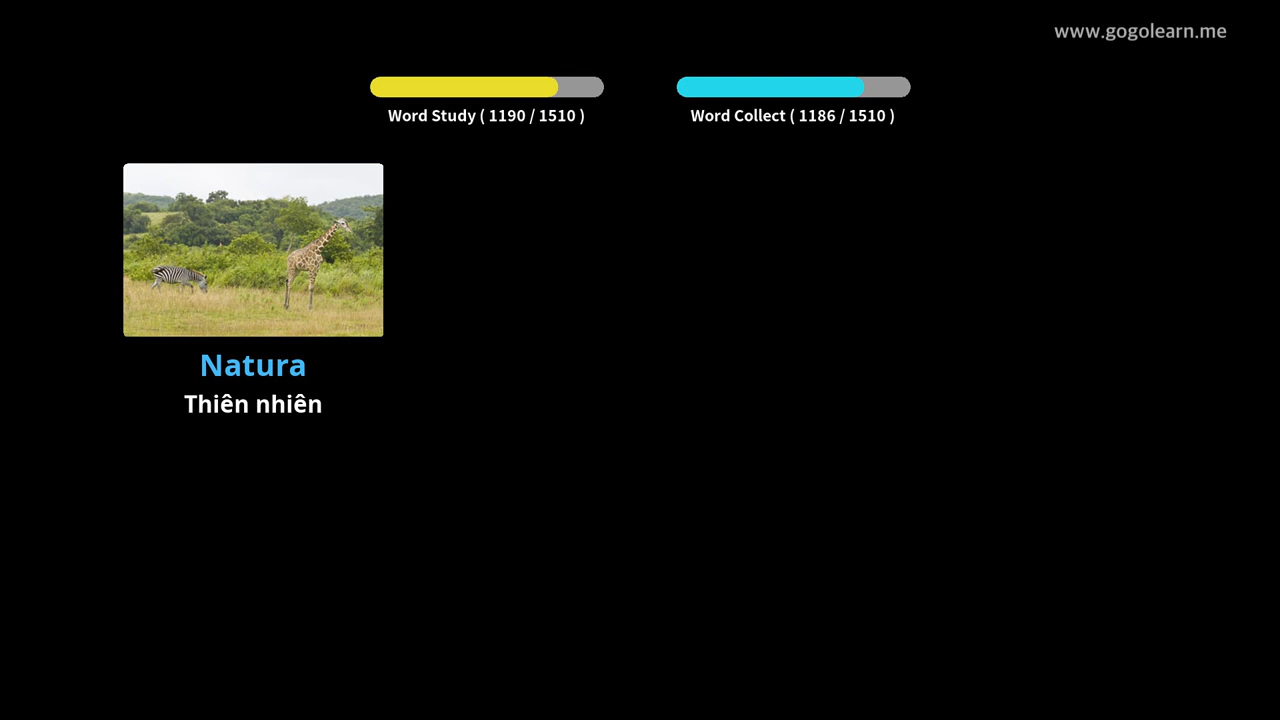 www.gogolearn.me
Word Study ( 1190 / 1510 )
Word Collect ( 1186 / 1510 )
Natura
Thiên nhiên